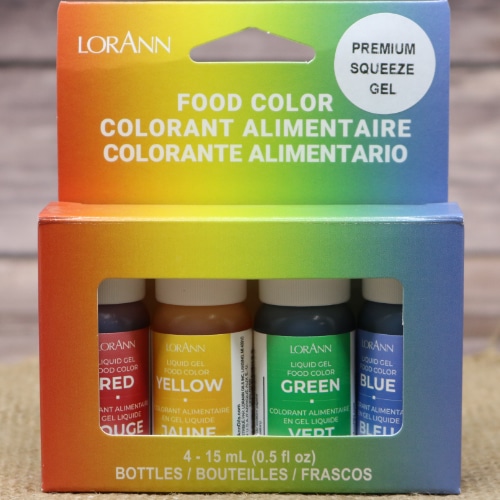 LORANN
PREMIUM
SQUEEZE
GEL
FOOD COLOR
COLORANT ALIMENTAIRE
COLORANTE ALIMENTARIO
LORANN
LIQUID GEL
FOOD COLOR
YELLOW
COLORANT ALIMENTAIRE
EN GEL LIQUIDE
JAUNE
LORANN
LIQUID GEL
FOOD COLOR
GREEN
COLORANT ALIMENTAIRE
EN GEL LIQUIDE
VERT
BLUE
BLEU
RED
OUGE
4 - 15 mL (0.5 fl oz)
BOTTLES / BOUTEILLES / FRASCOS